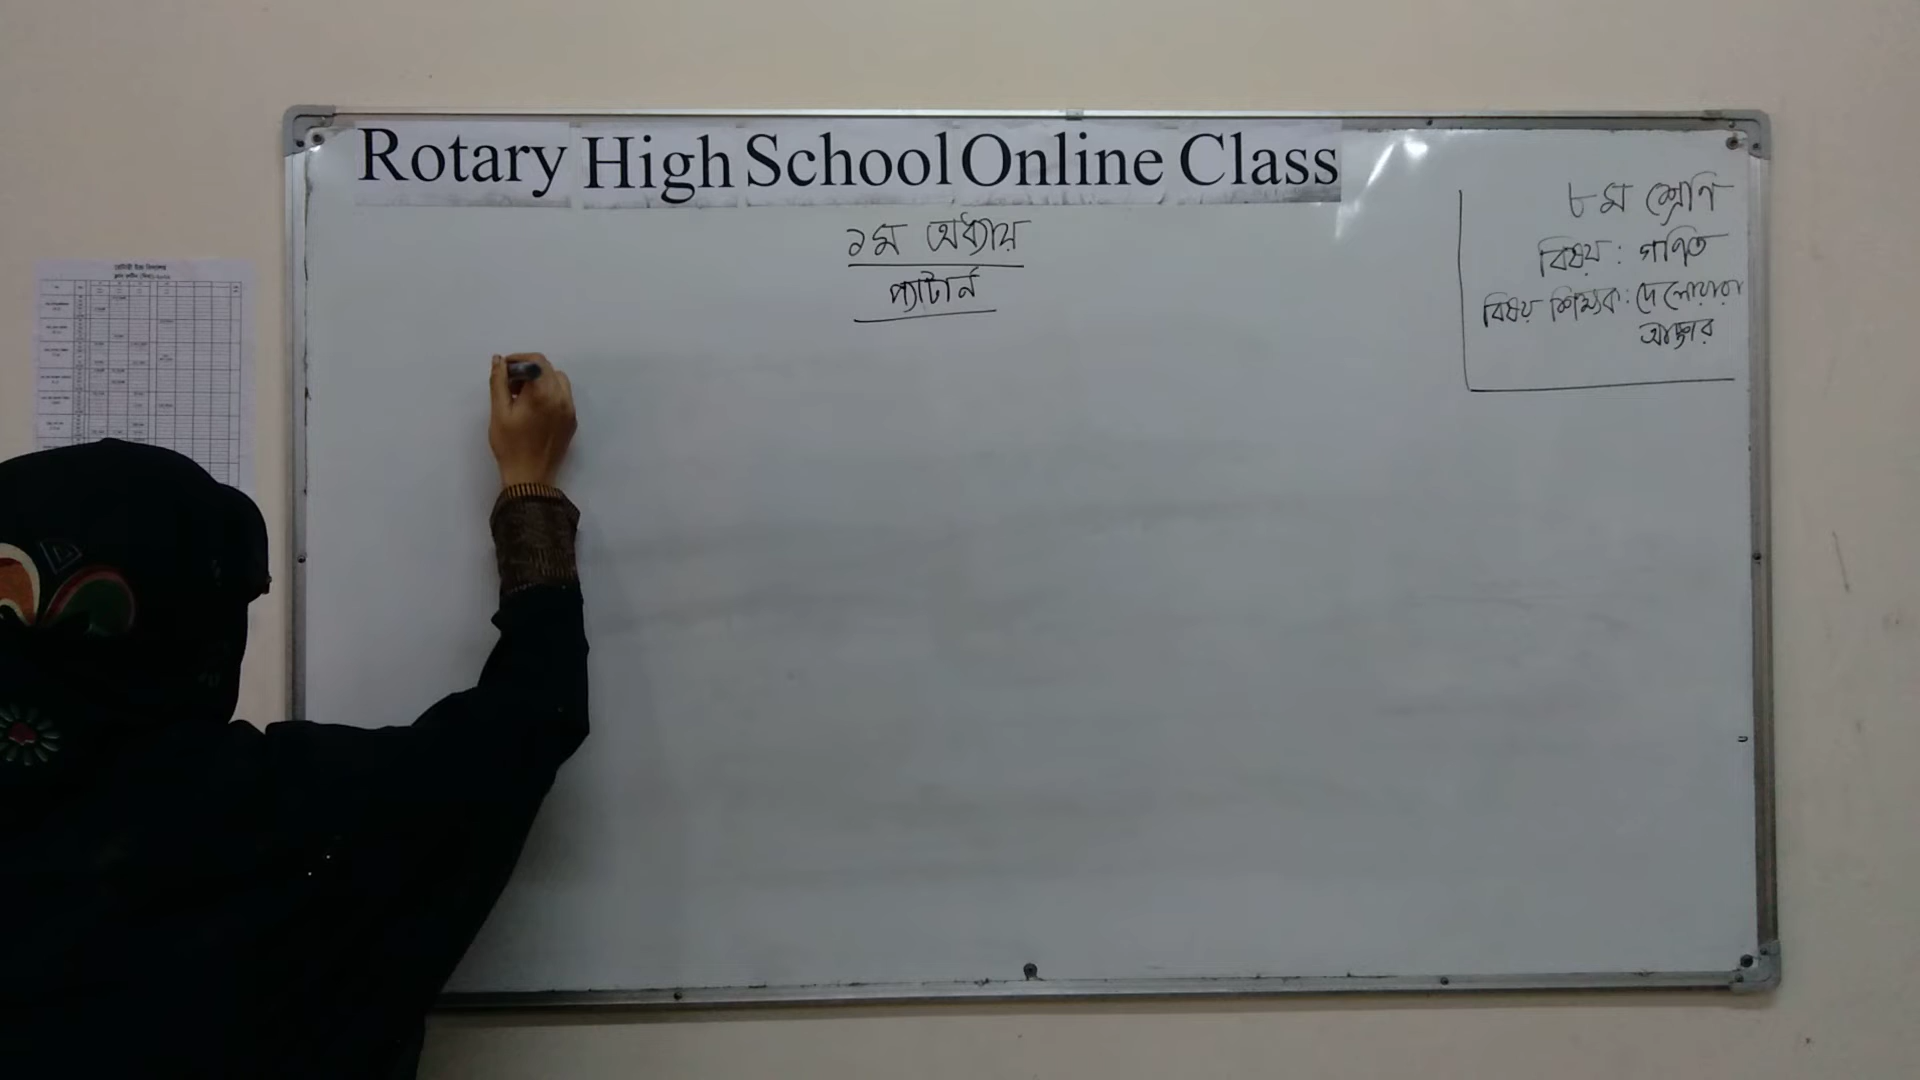 Rotary High School Online Class
১ম অধ্যায়
প্যাটার্ন
৮ম শ্রেণি
বিষয় : গণিত
বিষয় শিক্ষক : দেলোয়ারা
আক্তার